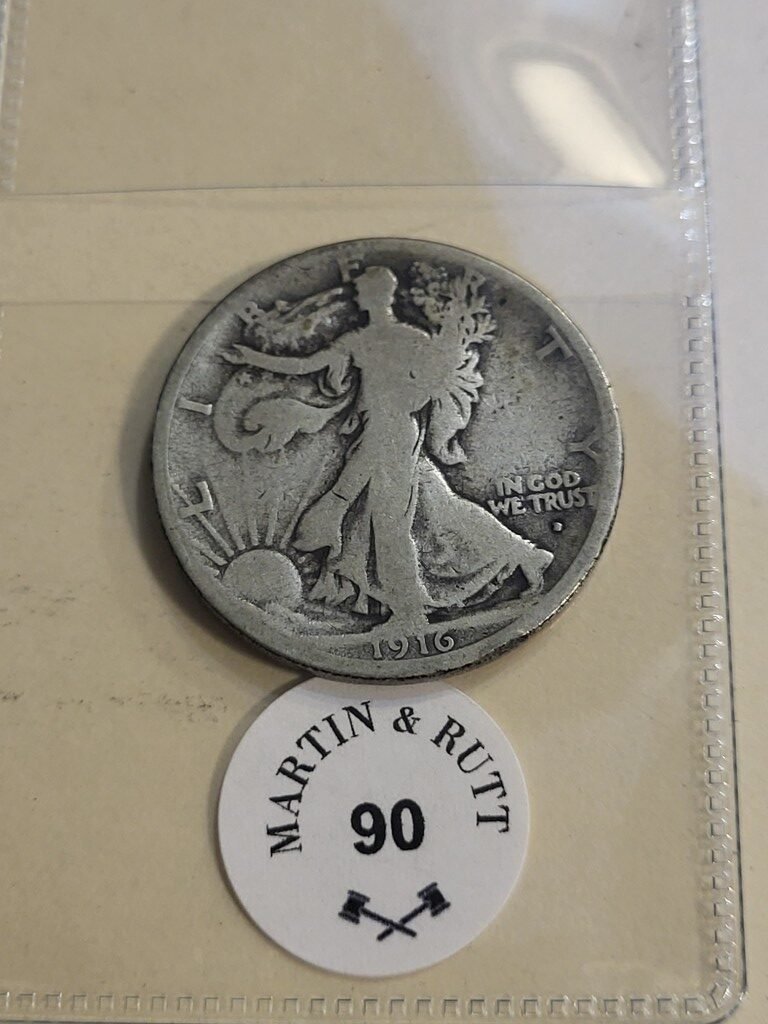 LIBERTY
IN GOD
WE TRUST
1916
MARTIN & RUTT
90